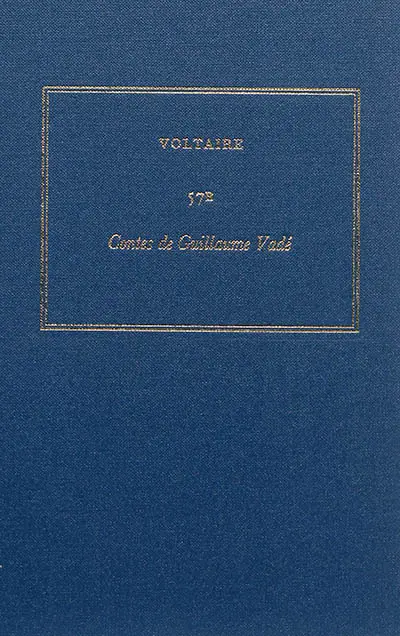 VOLTAIRE
57B
Contes de Guillaume Vadé